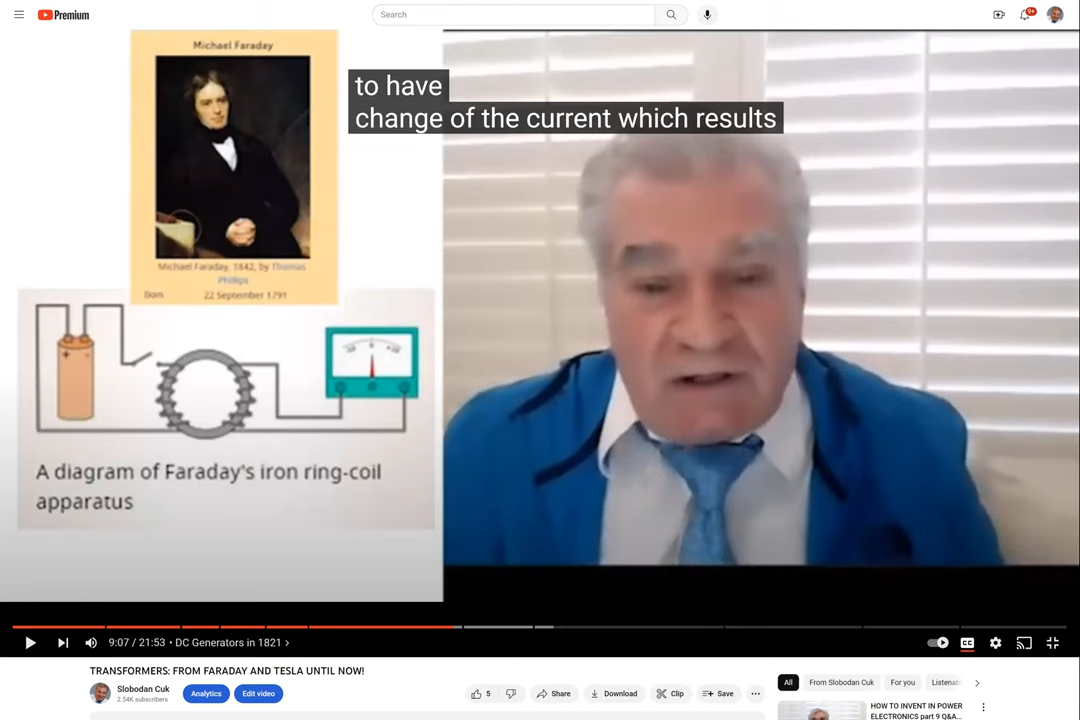 Premium
Search
9+
Michael Faraday
to have
change of the current which results
Michael Faraday, 1842, by Thomas
Phillips
Born 22 September 1791
A diagram of Faraday's iron ring-coil
apparatus
9:07 / 21:53 • DC Generators in 1821 >
CC
TRANSFORMERS: FROM FARADAY AND TESLA UNTIL NOW!
Slobodan Cuk
2.54K subscribers
Analytics
Edit video
5
Share
Download
Clip
Save
All
From Slobodan Cuk
For you
HOW TO INVENT IN POWER
ELECTRONICS part 9 Q&A...